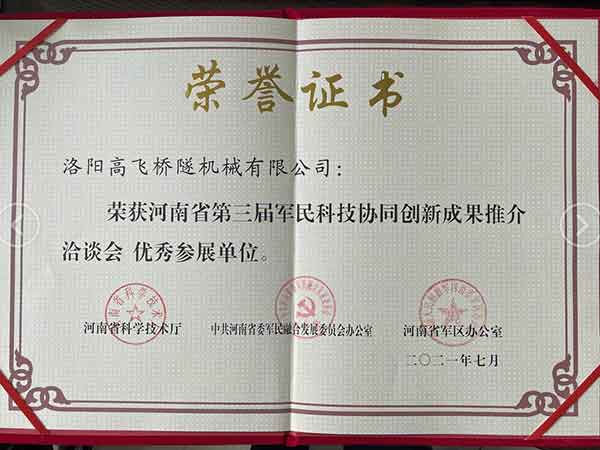 荣誉证书
洛阳高飞桥隧机械有限公司：
荣获河南省第三届军民科技协同创新成果推介
洽谈会 优秀参展单位。
河南省科学技术厅 中共河南省委军民融合发展委员会办公室 河南省军区办公室
二〇二一年七月